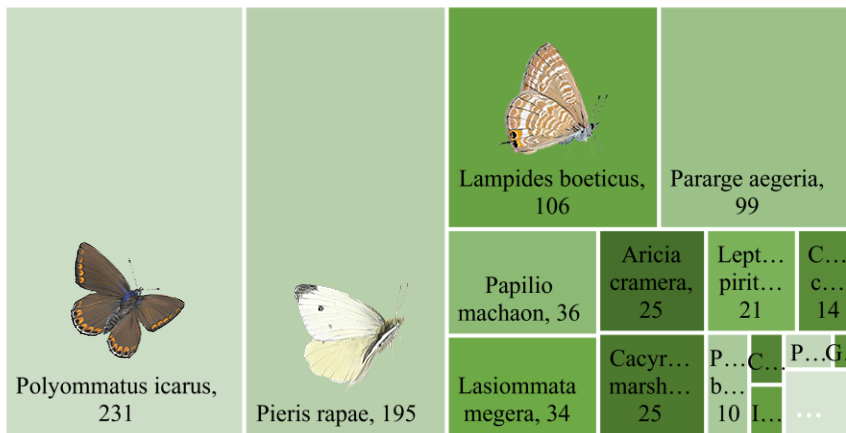 Polyommatus icarus,
231
Pieris rapae, 195
Lampides boeticus,
106
Pararge aegeria,
99
Papilio
machaon, 36
Lasiommata
megera, 34
Aricia
cramera,
25
Cacyr...
marsh...
25
Lept...
pirit...
21
C...
c...
14
P...
b...
10
C...
I...
P...
G.
...